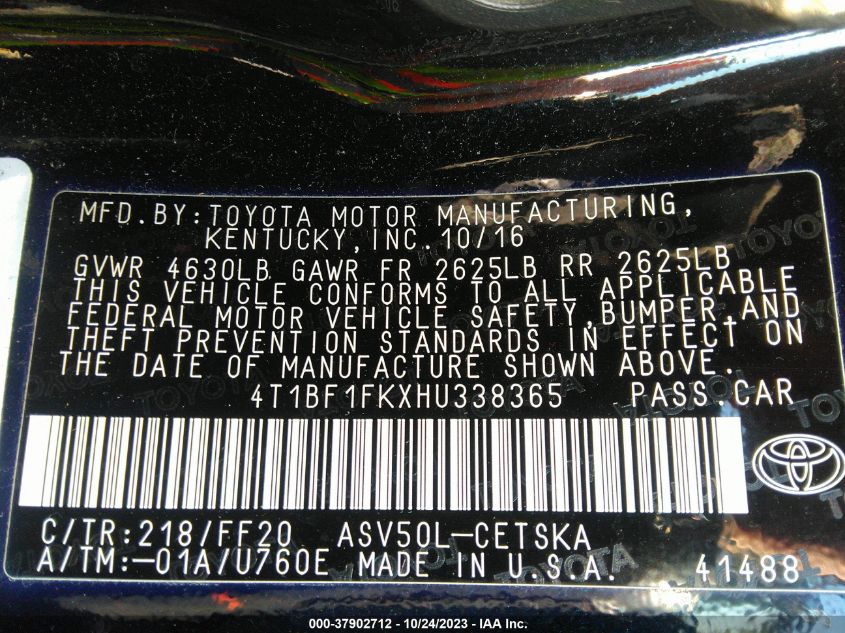 MFD.BY:TOYOTA MOTOR MANUFACTURING,
KENTUCKY,INC.10/16
GVWR 4630LB GAWR FR 2625LB RR 2625LB
THIS VEHICLE CONFORMS TO ALL APPLICABLE
FEDERAL MOTOR VEHICLE SAFETY,BUMPER,AND
THEFT PREVENTION STANDARDS IN EFFECT ON
THE DATE OF MANUFACTURE SHOWN ABOVE.
4T1BF1FKXHU338365 PASS.CAR
C/TR:218/FF20 ASV50L-CETSKA
A/TM:-01A/U760E MADE IN U.S.A. 41488
000-37902712 - 10/24/2023 - IAA Inc.